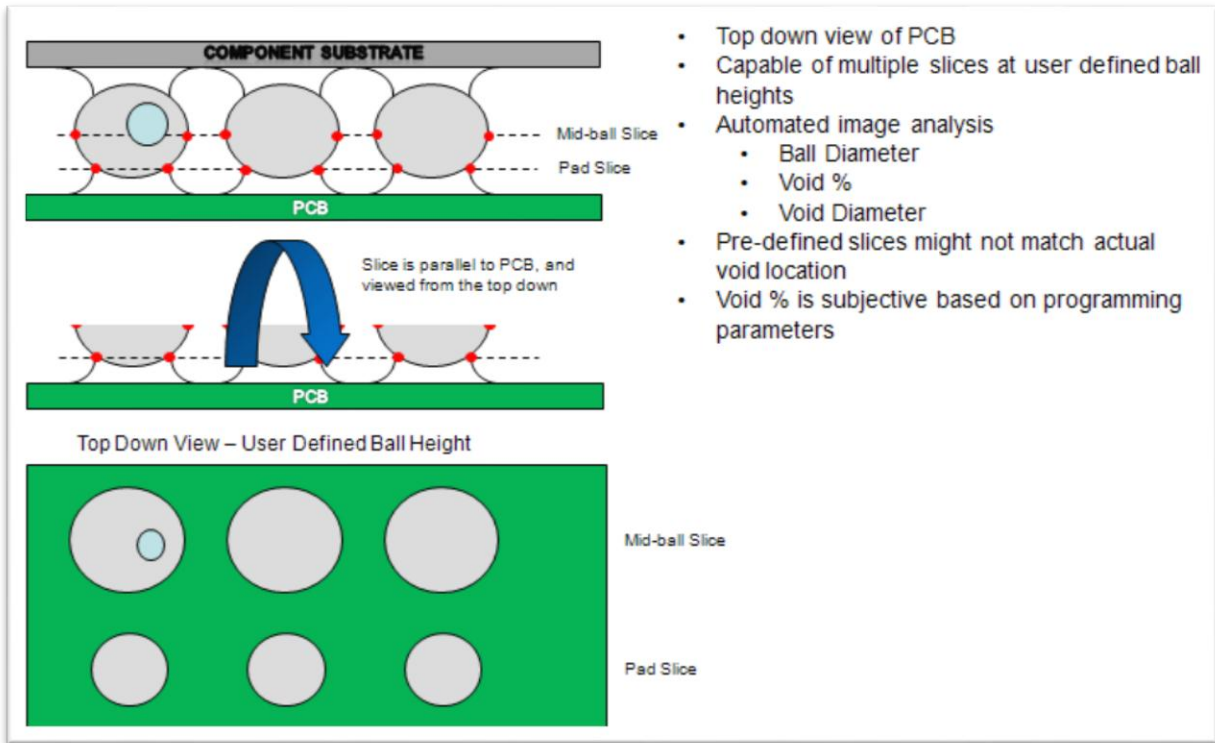 COMPONENT SUBSTRATE
Mid-ball Slice
Pad Slice
PCB
Slice is parallel to PCB, and
viewed from the top down
PCB
Top Down View – User Defined Ball Height
Mid-ball Slice
Pad Slice
• Top down view of PCB
• Capable of multiple slices at user defined ball
heights
• Automated image analysis
• Ball Diameter
• Void %
• Void Diameter
• Pre-defined slices might not match actual
void location
• Void % is subjective based on programming
parameters